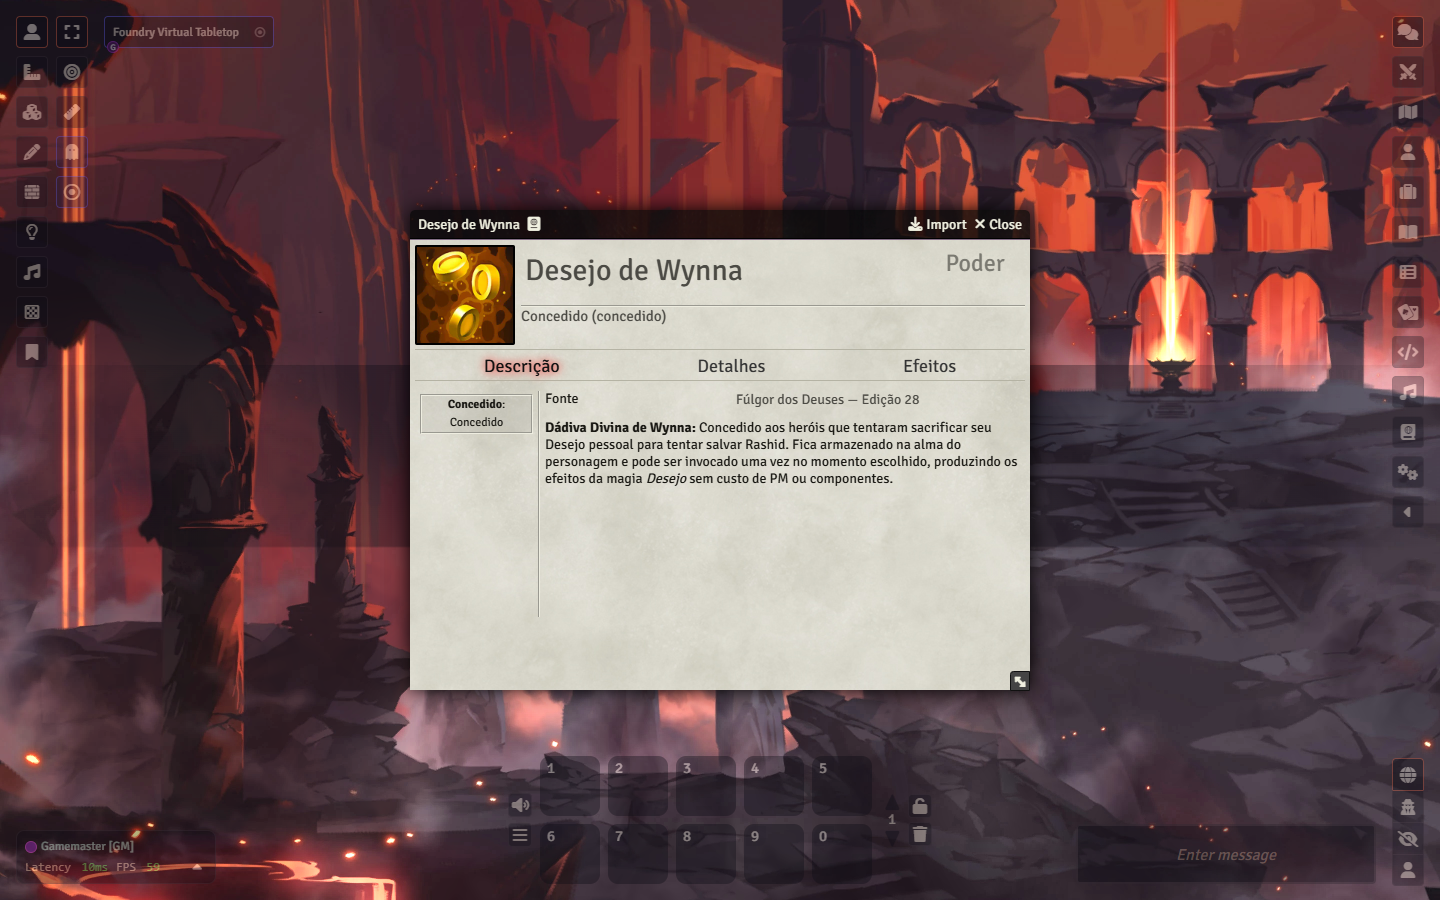 Foundry Virtual Tabletop
G
Desejo de Wynna
Import
Close
Desejo de Wynna
Poder
Concedido (concedido)
Descrição
Detalhes
Efeitos
Concedido:
Concedido
Fonte
Fúlgor dos Deuses — Edição 28
Dádiva Divina de Wynna: Concedido aos heróis que tentaram sacrificar seu
Desejo pessoal para tentar salvar Rashid. Fica armazenado na alma do
personagem e pode ser invocado uma vez no momento escolhido, produzindo os
efeitos da magia Desejo sem custo de PM ou componentes.
1 2 3 4 5
1
6 7 8 9 0
Gamemaster [GM]
Latency 10ms FPS 59
Enter message